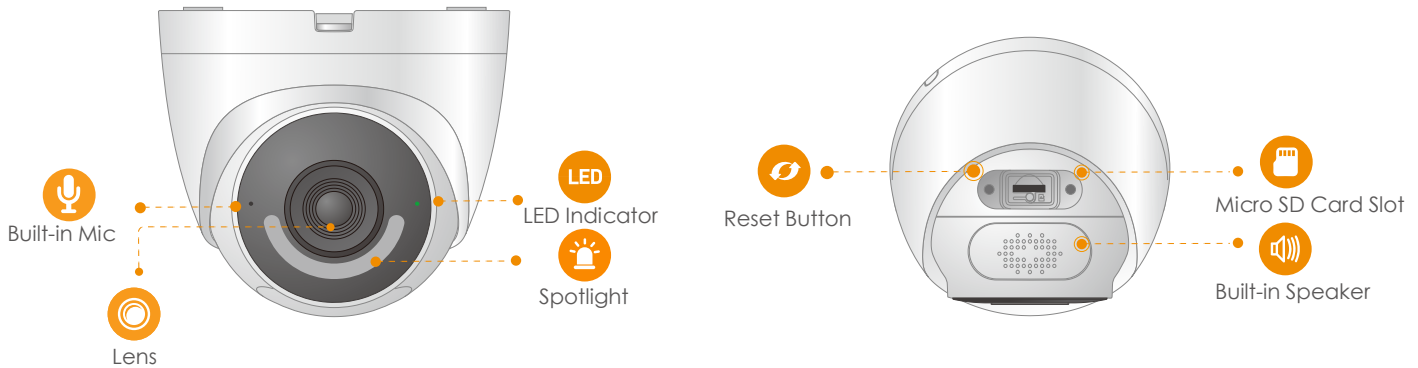 Built-in Mic
Lens
LED
LED Indicator
Spotlight
Reset Button
Micro SD Card Slot
Built-in Speaker